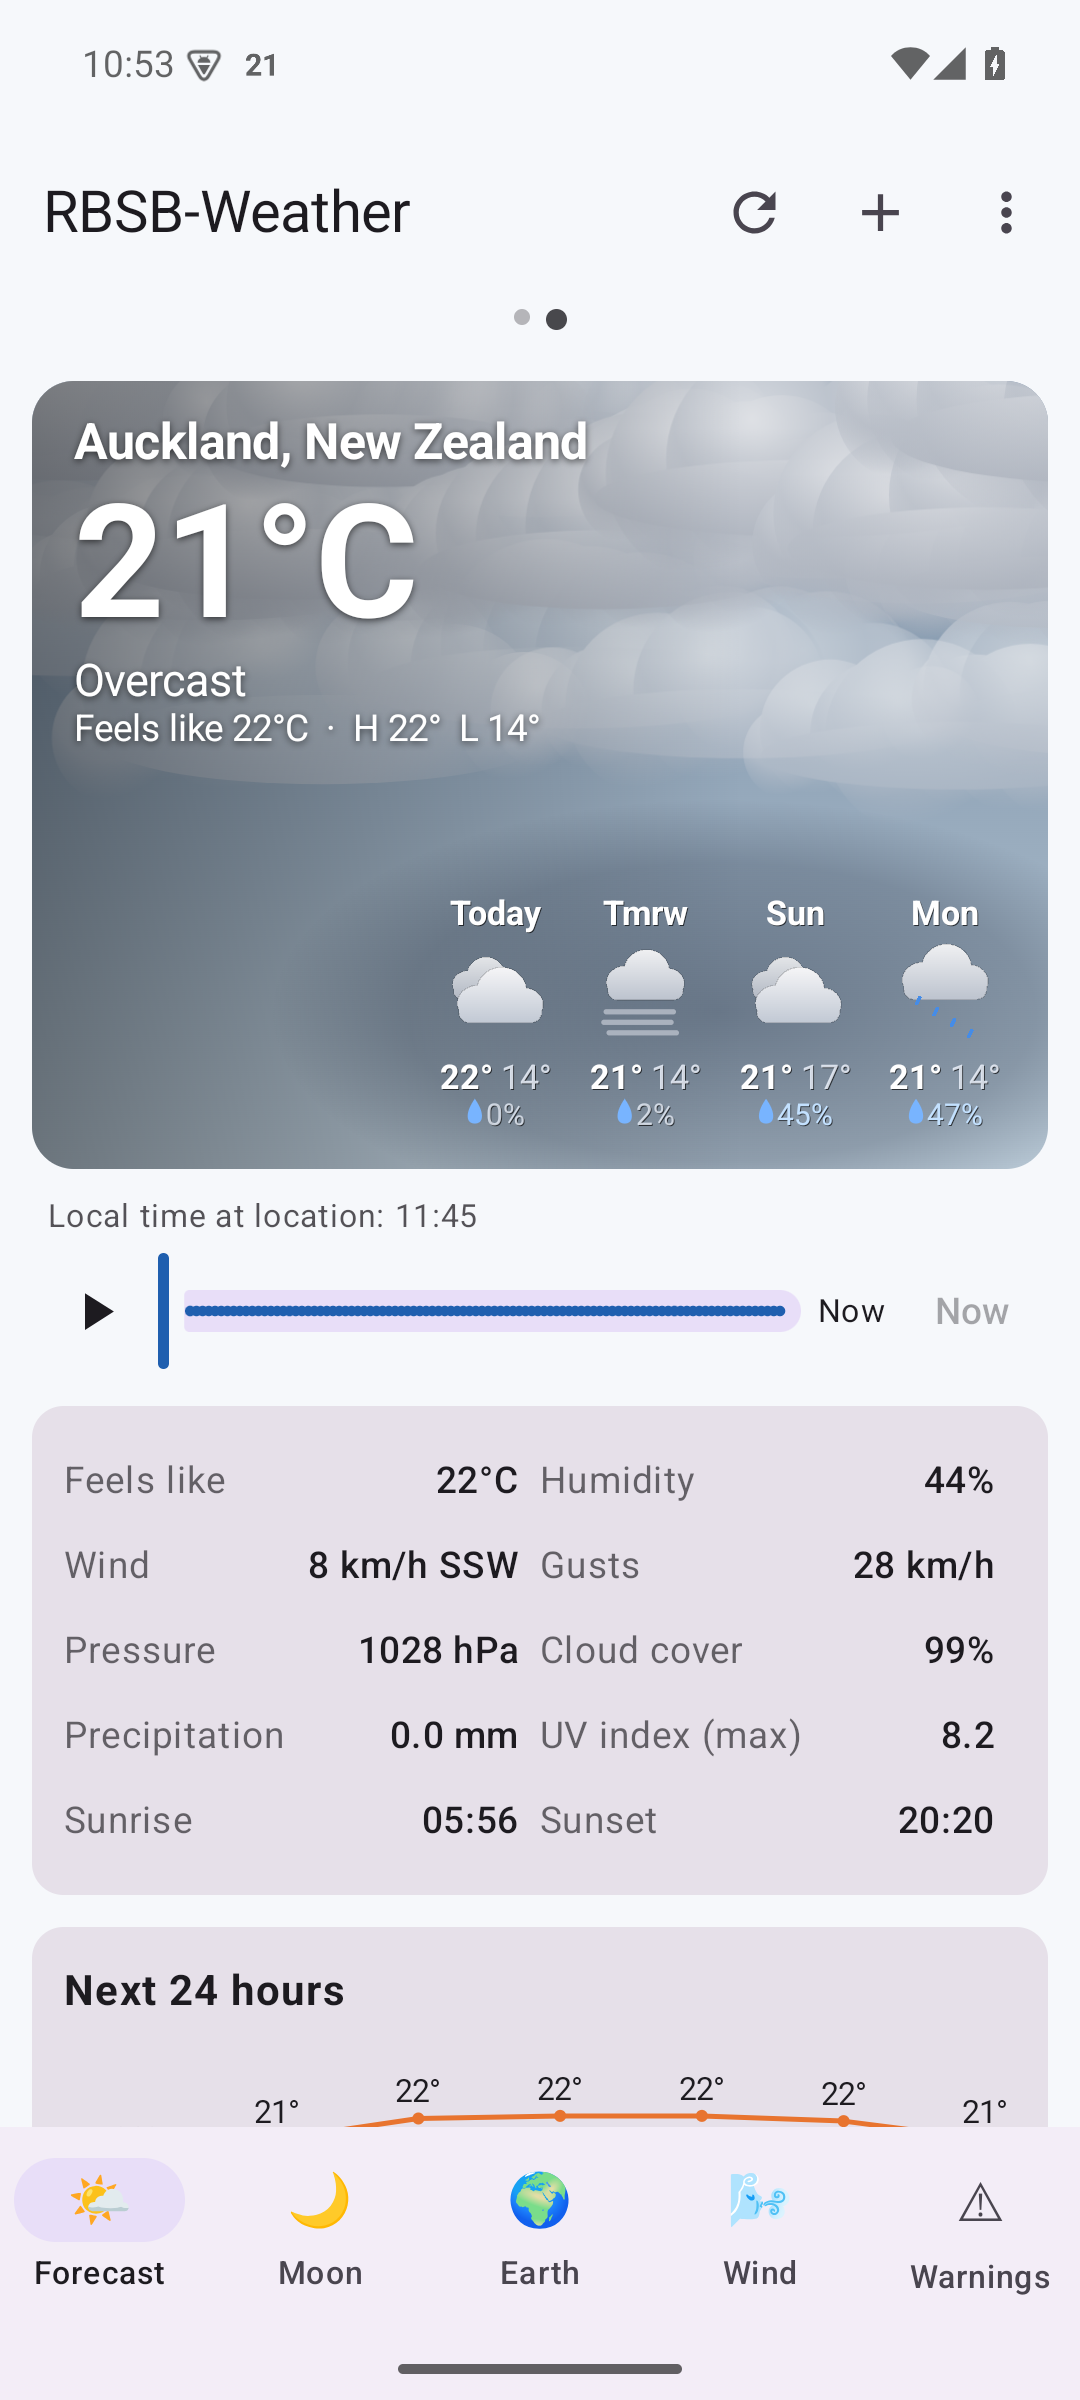 10:53 21
RBSB-Weather
Auckland, New Zealand
21°C
Overcast
Feels like 22°C · H 22° L 14°
Today Tmrw Sun Mon
22° 14° 21° 14° 21° 17° 21° 14°
0% 2% 45% 47%
Local time at location: 11:45
Now Now
Feels like 22°C Humidity 44%
Wind 8 km/h SSW Gusts 28 km/h
Pressure 1028 hPa Cloud cover 99%
Precipitation 0.0 mm UV index (max) 8.2
Sunrise 05:56 Sunset 20:20
Next 24 hours
21° 22° 22° 22° 22° 21°
Forecast Moon Earth Wind Warnings